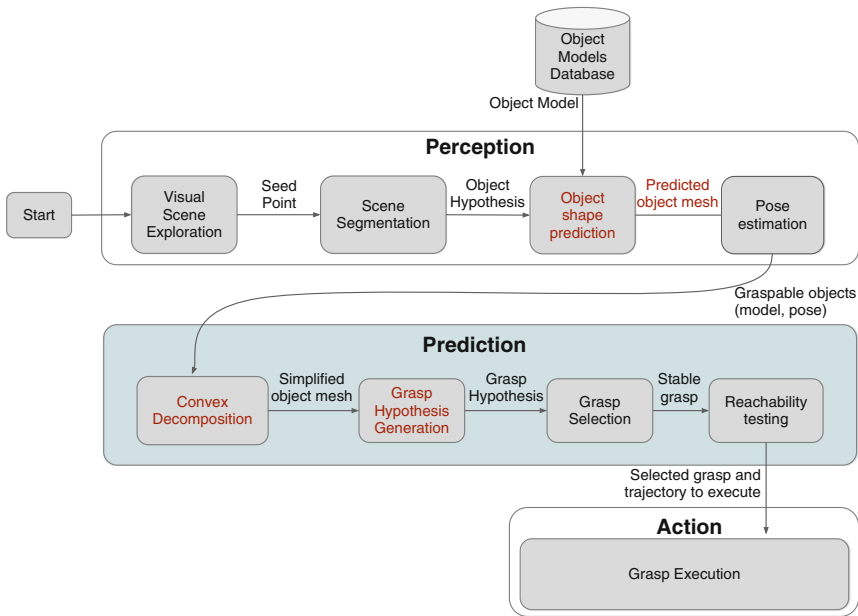 Object
Models
Database
Object Model
Perception
Start
Visual
Scene
Exploration
Seed
Point
Scene
Segmentation
Object
Hypothesis
Object
shape
prediction
Predicted
object mesh
Pose
estimation
Graspable objects
(model, pose)
Prediction
Convex
Decomposition
Simplified
object mesh
Grasp
Hypothesis
Generation
Grasp
Hypothesis
Grasp
Selection
Stable
grasp
Reachability
testing
Selected grasp and
trajectory to execute
Action
Grasp Execution